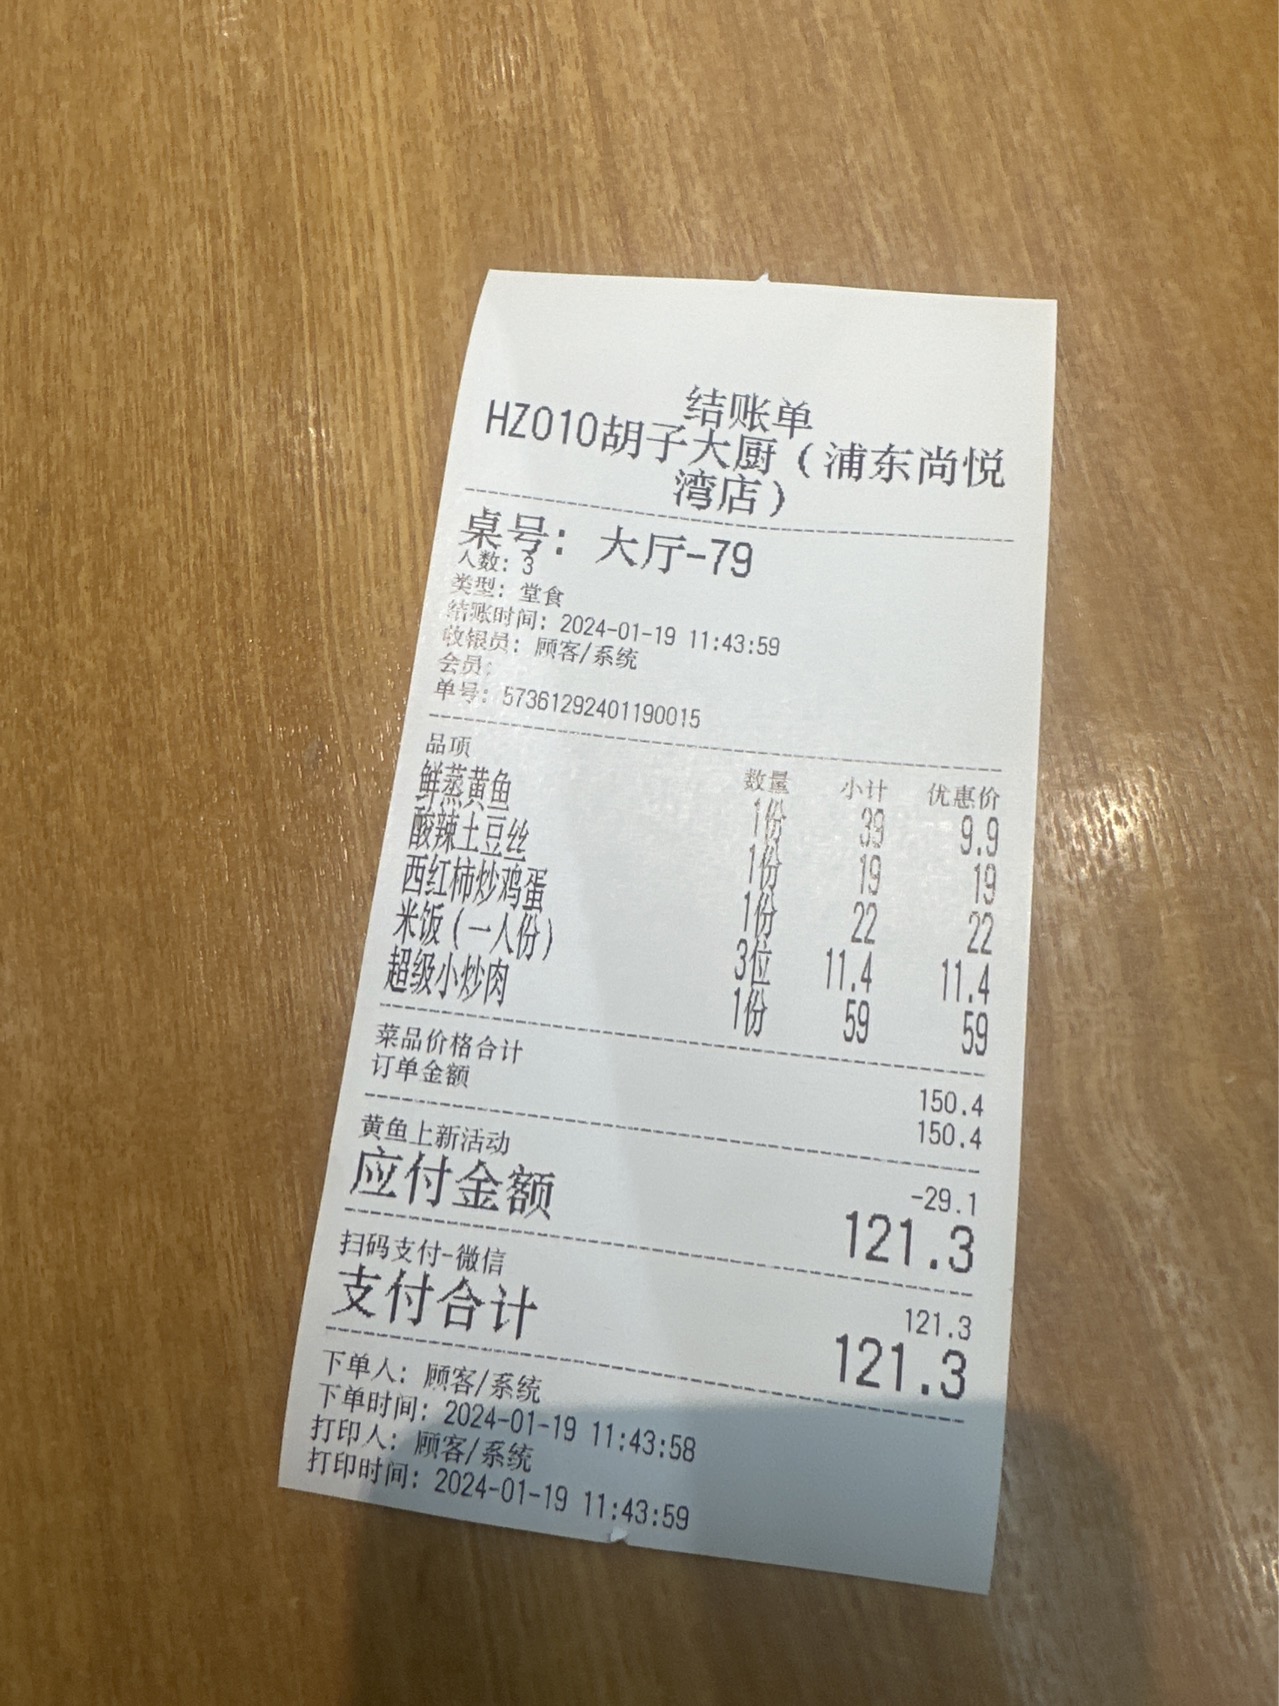 结账单
HZ010胡子大厨（浦东尚悦
湾店）
桌号：大厅-79
人数：3
类型：堂食
结账时间：2024-01-19 11:43:59
收银员：顾客/系统
会员：
单号：573612924011​90015
品项 数量 小计 优惠价
鲜蒸黄鱼 1份 39 9.9
酸辣土豆丝 1份 19 19
西红柿炒鸡蛋 1份 22 22
米饭（一人份） 3位 11.4 11.4
超级小炒肉 1份 59 59
菜品价格合计 150.4
订单金额 150.4
黄鱼上新活动 -29.1
应付金额 121.3
扫码支付-微信 121.3
支付合计 121.3
下单人：顾客/系统
下单时间：2024-01-19 11:43:58
打印人：顾客/系统
打印时间：2024-01-19 11:43:59